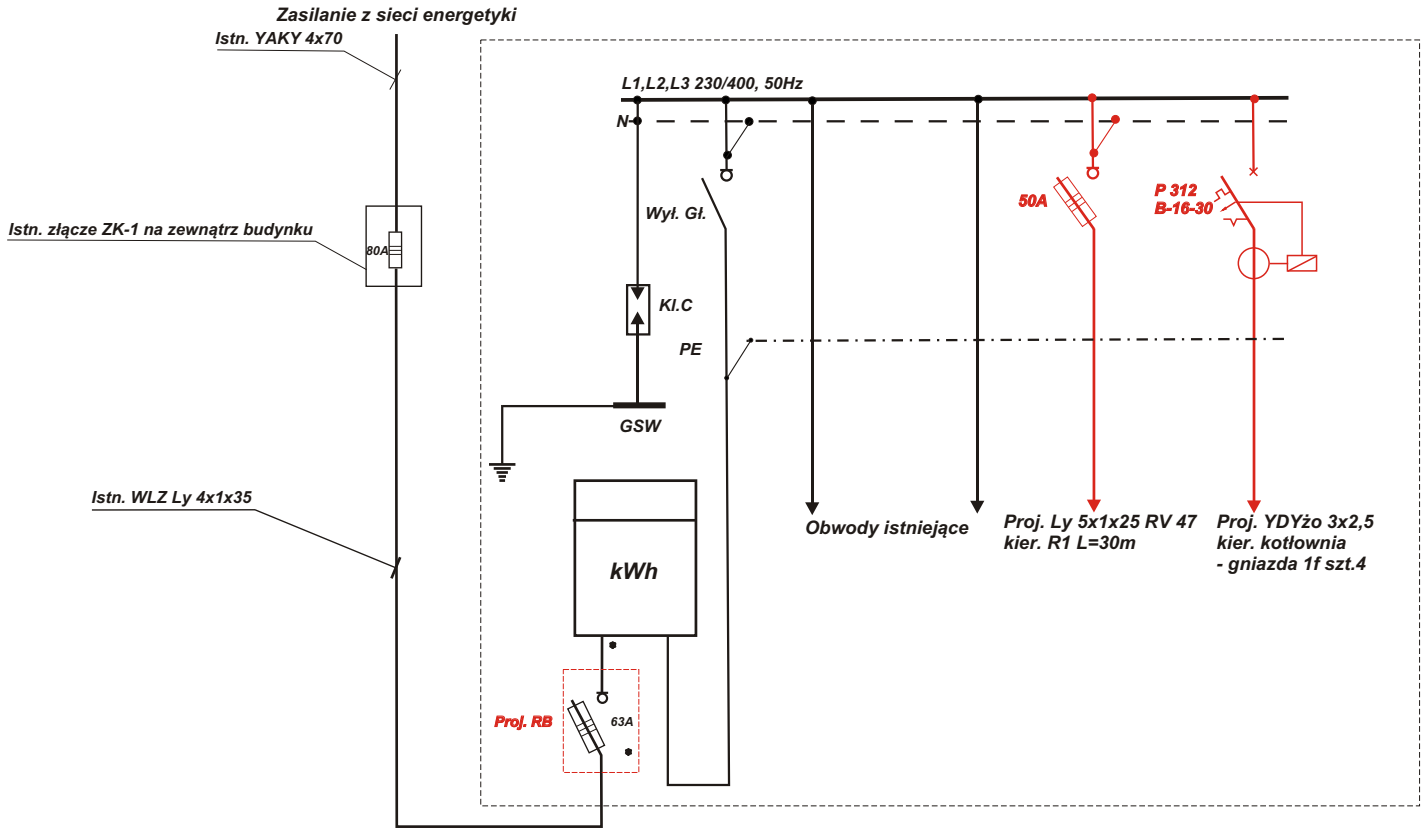 Zasilanie z sieci energetyki
Istn. YAKY 4x70
L1,L2,L3 230/400, 50Hz
N
50A
P 312
B-16-30
Wył. Gł.
Istn. złącze ZK-1 na zewnątrz budynku
80A
Kl.C
PE
GSW
Istn. WLZ Ly 4x1x35
Obwody istniejące
Proj. Ly 5x1x25 RV 47
kier. R1 L=30m
Proj. YDYżo 3x2,5
kier. kotłownia
- gniazda 1f szt.4
kWh
Proj. RB
63A